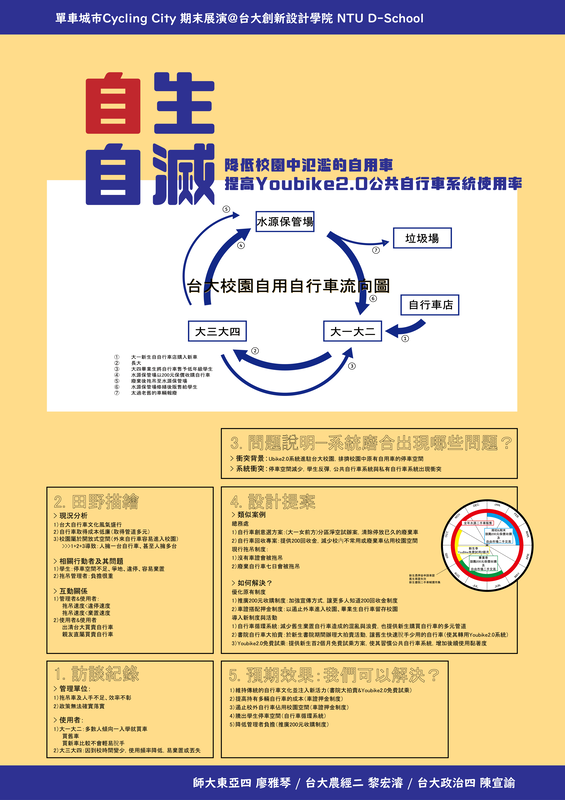 單車城市Cycling City 期末展演@台大創新設計學院 NTU D-School
自生
自滅
降低校園中氾濫的自用車
提高Youbike2.0公共自行車系統使用率
⑤
水源保管場
④
垃圾場
⑦
台大校園自用自行車流向圖
⑥
自行車店
大三大四
大一大二
①
②
③
① 大一新生自自行車店購入新車
② 長大
③ 大四畢業生將自行車售予低年級學生
④ 水源保管場以200元保價收購自行車
⑤ 廢棄後拖吊至水源保管場
⑥ 水源保管場維修後販售給學生
⑦ 太過老舊的車輛報廢
3. 問題說明—系統磨合出現哪些問題？
> 衝突背景: Ubike2.0系統進駐台大校園, 排擠校園中原有自用車的停車空間
> 系統衝突: 停車空間減少, 學生反彈, 公共自行車系統與私有自行車系統出現衝突
2. 田野描繪
> 現況分析
1)台大自行車文化風氣盛行
2)自行車取得成本低廉(取得管道多元)
3)校園屬於開放式空間(外來自行車容易進入校園)
>>>1+2+3導致: 人擁一台自行車, 甚至人擁多台
> 相關行動者及其問題
1)學生: 停車空間不足, 爭地, 違停, 容易棄置
2)拖吊管理者: 負擔很重
> 互動關係
1)管理者&使用者:
拖吊速度<違停速度
拖吊速度<棄置速度
2)使用者&使用者
出清台大買賣自行車
親友直屬買賣自行車
4. 設計提案
> 類似案例
總務處
1)自行車創意選方案 (大一女前方)分區淨空試辦案, 清除停放已久的廢棄車
2)自行車回收專案: 提供200回收金, 減少校內不常用或廢棄車佔用校園空間
現行拖吊制度:
1)沒有車證會被拖吊
2)廢棄自行車七日會被拖吊
> 如何解決?
優化原有制度
1)推廣200元收購制度: 加強宣傳方式, 讓更多人知道200回收金制度
2)車證搭配押金制度: 以遏止外車進入校園, 畢業生自行車留存校園
導入新制度與活動
1)自行車循環系統: 減少舊生棄置自行車造成的混亂與浪費, 也提供新生購買自行車的多元管道
2)書院自行車大拍賣: 於新生書院期間辦理大拍賣活動, 讓舊生快速脫手少用的自行車(使其轉用Youbike2.0系統)
3)Youbike2.0免費試乘: 提供新生首2個月免費試乘方案, 使其習慣公共自行車系統, 增加後續使用黏著度
1. 訪談紀錄
> 管理單位:
1)拖吊車及人手不足、效率不彰
2)政策無法確實落實
> 使用者:
1)大一大二: 多數人傾向一入學就買車
買舊車
買新車比較不會輕易脫手
2)大三大四: 因到校時間變少, 使用頻率降低, 易棄置或丟失
5. 預期效果: 我們可以解決?
1)維持傳統的自行車文化並注入新活力(書院大拍賣&Youbike2.0免費試乘)
2)提高持有多輛自行車的成本(車證押金制度)
3)遏止校外自行車佔用校園空間(車證押金制度)
4)騰出學生停車空間(自行車循環系統)
5)降低管理者負擔(推廣200元收購制度)
師大東亞四 廖雅琴 / 台大農經二 黎宏濬 / 台大政治四 陳宣諭